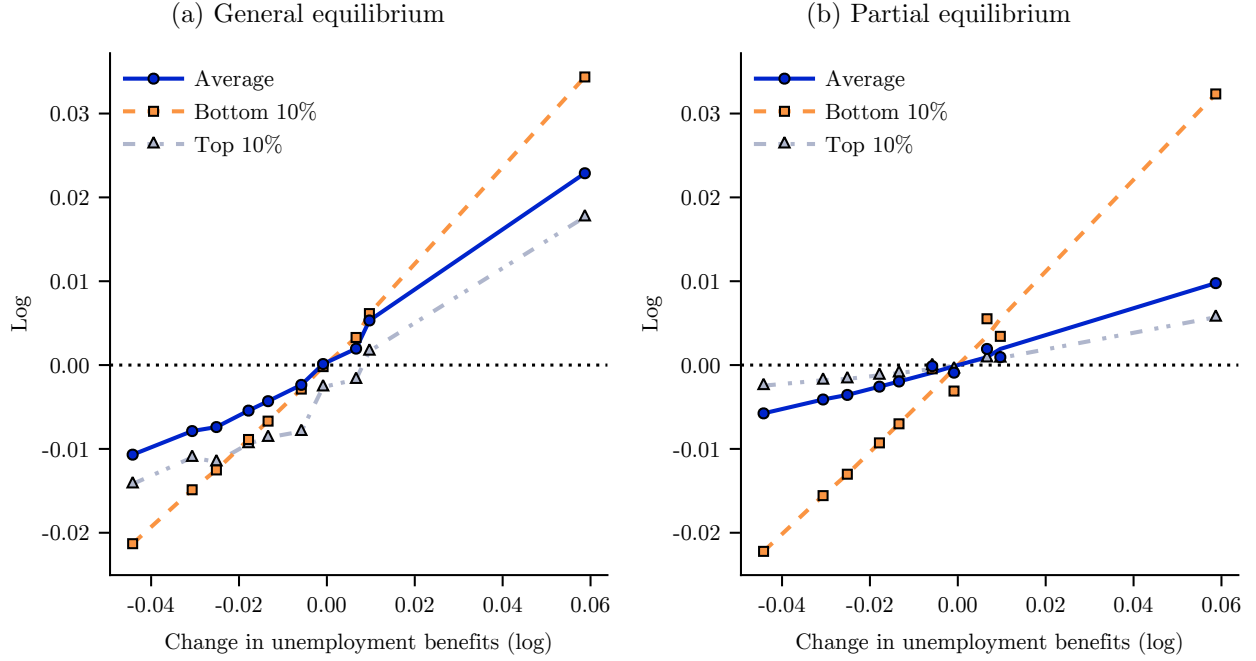 (a) General equilibrium
Average
Bottom 10%
Top 10%
0.03
0.02
0.01
0.00
-0.01
-0.02
Log
-0.04 -0.02 0.00 0.02 0.04 0.06
Change in unemployment benefits (log)
(b) Partial equilibrium
Average
Bottom 10%
Top 10%
0.03
0.02
0.01
0.00
-0.01
-0.02
Log
-0.04 -0.02 0.00 0.02 0.04 0.06
Change in unemployment benefits (log)